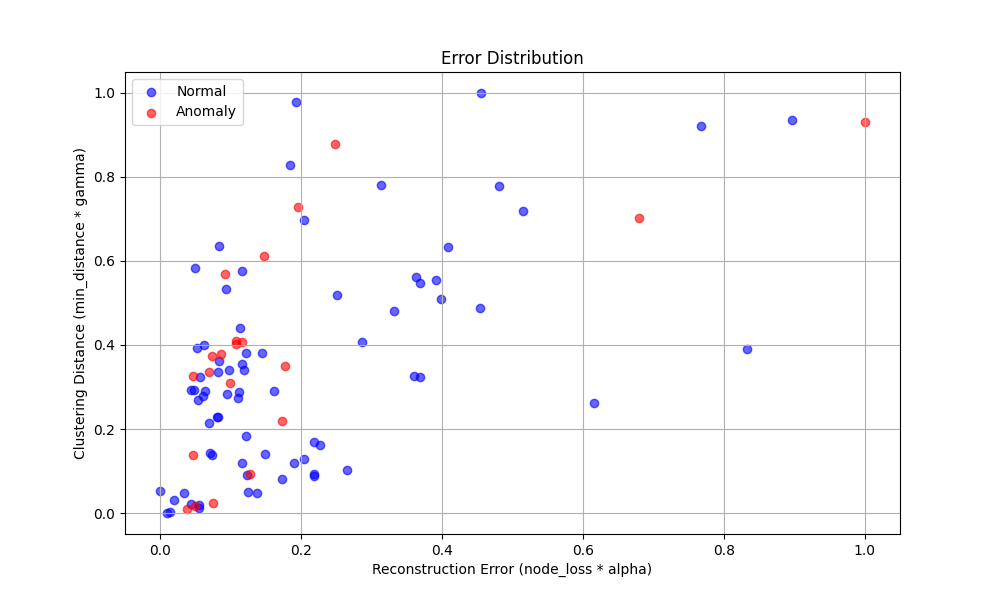 Error Distribution
Normal
Anomaly
Clustering Distance (min_distance * gamma)
1.0
0.8
0.6
0.4
0.2
0.0
0.0 0.2 0.4 0.6 0.8 1.0
Reconstruction Error (node_loss * alpha)